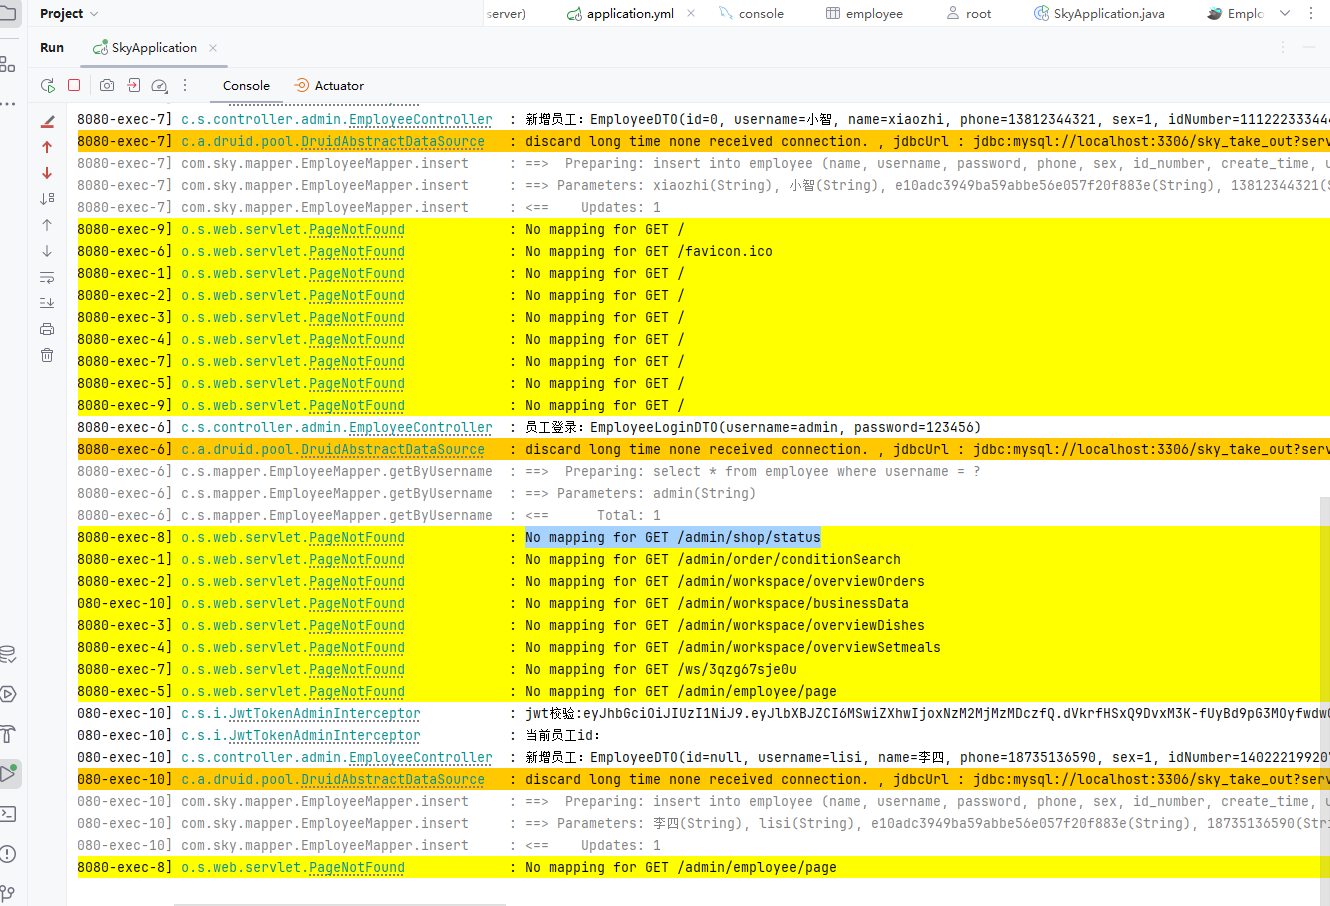 Project
server)
application.yml
console
employee
root
SkyApplication.java
Emplo
Run
SkyApplication
Console
Actuator
8080-exec-7] c.s.controller.admin.EmployeeController : 新增员工：EmployeeDTO(id=0, username=小智, name=xiaozhi, phone=13812344321, sex=1, idNumber=11122233344
8080-exec-7] c.a.druid.pool.DruidAbstractDataSource : discard long time none received connection. , jdbcUrl : jdbc:mysql://localhost:3306/sky_take_out?serv
8080-exec-7] com.sky.mapper.EmployeeMapper.insert : ==> Preparing: insert into employee (name, username, password, phone, sex, id_number, create_time, u
8080-exec-7] com.sky.mapper.EmployeeMapper.insert : ==> Parameters: xiaozhi(String), 小智(String), e10adc3949ba59abbe56e057f20f883e(String), 13812344321(S
8080-exec-7] com.sky.mapper.EmployeeMapper.insert : <== Updates: 1
8080-exec-9] o.s.web.servlet.PageNotFound : No mapping for GET /
8080-exec-6] o.s.web.servlet.PageNotFound : No mapping for GET /favicon.ico
8080-exec-1] o.s.web.servlet.PageNotFound : No mapping for GET /
8080-exec-2] o.s.web.servlet.PageNotFound : No mapping for GET /
8080-exec-3] o.s.web.servlet.PageNotFound : No mapping for GET /
8080-exec-4] o.s.web.servlet.PageNotFound : No mapping for GET /
8080-exec-7] o.s.web.servlet.PageNotFound : No mapping for GET /
8080-exec-5] o.s.web.servlet.PageNotFound : No mapping for GET /
8080-exec-9] o.s.web.servlet.PageNotFound : No mapping for GET /
8080-exec-6] c.s.controller.admin.EmployeeController : 员工登录：EmployeeLoginDTO(username=admin, password=123456)
8080-exec-6] c.a.druid.pool.DruidAbstractDataSource : discard long time none received connection. , jdbcUrl : jdbc:mysql://localhost:3306/sky_take_out?serv
8080-exec-6] c.s.mapper.EmployeeMapper.getByUsername : ==> Preparing: select * from employee where username = ?
8080-exec-6] c.s.mapper.EmployeeMapper.getByUsername : ==> Parameters: admin(String)
8080-exec-6] c.s.mapper.EmployeeMapper.getByUsername : <== Total: 1
8080-exec-8] o.s.web.servlet.PageNotFound : No mapping for GET /admin/shop/status
8080-exec-1] o.s.web.servlet.PageNotFound : No mapping for GET /admin/order/conditionSearch
8080-exec-2] o.s.web.servlet.PageNotFound : No mapping for GET /admin/workspace/overviewOrders
080-exec-10] o.s.web.servlet.PageNotFound : No mapping for GET /admin/workspace/businessData
8080-exec-3] o.s.web.servlet.PageNotFound : No mapping for GET /admin/workspace/overviewDishes
8080-exec-4] o.s.web.servlet.PageNotFound : No mapping for GET /admin/workspace/overviewSetmeals
8080-exec-7] o.s.web.servlet.PageNotFound : No mapping for GET /ws/3qzg67sje0u
8080-exec-5] o.s.web.servlet.PageNotFound : No mapping for GET /admin/employee/page
080-exec-10] c.s.i.JwtTokenAdminInterceptor : jwt校验:eyJhbGciOiJIUzI1NiJ9.eyJlbXBJZCI6MSwiZXhwIjoxNzM2MjMzMDczfQ.dVkrfHSxQ9DvxM3K-fUyBd9pG3MOyfwdwO
080-exec-10] c.s.i.JwtTokenAdminInterceptor : 当前员工id：
080-exec-10] c.s.controller.admin.EmployeeController : 新增员工：EmployeeDTO(id=null, username=lisi, name=李四, phone=18735136590, sex=1, idNumber=140222199207
080-exec-10] c.a.druid.pool.DruidAbstractDataSource : discard long time none received connection. , jdbcUrl : jdbc:mysql://localhost:3306/sky_take_out?serv
080-exec-10] com.sky.mapper.EmployeeMapper.insert : ==> Preparing: insert into employee (name, username, password, phone, sex, id_number, create_time, u
080-exec-10] com.sky.mapper.EmployeeMapper.insert : ==> Parameters: 李四(String), lisi(String), e10adc3949ba59abbe56e057f20f883e(String), 18735136590(Stri
080-exec-10] com.sky.mapper.EmployeeMapper.insert : <== Updates: 1
8080-exec-8] o.s.web.servlet.PageNotFound : No mapping for GET /admin/employee/page